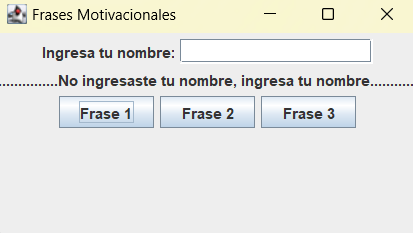 Frases Motivacionales
Ingresa tu nombre:
...............No ingresaste tu nombre, ingresa tu nombre...........
Frase 1 Frase 2 Frase 3